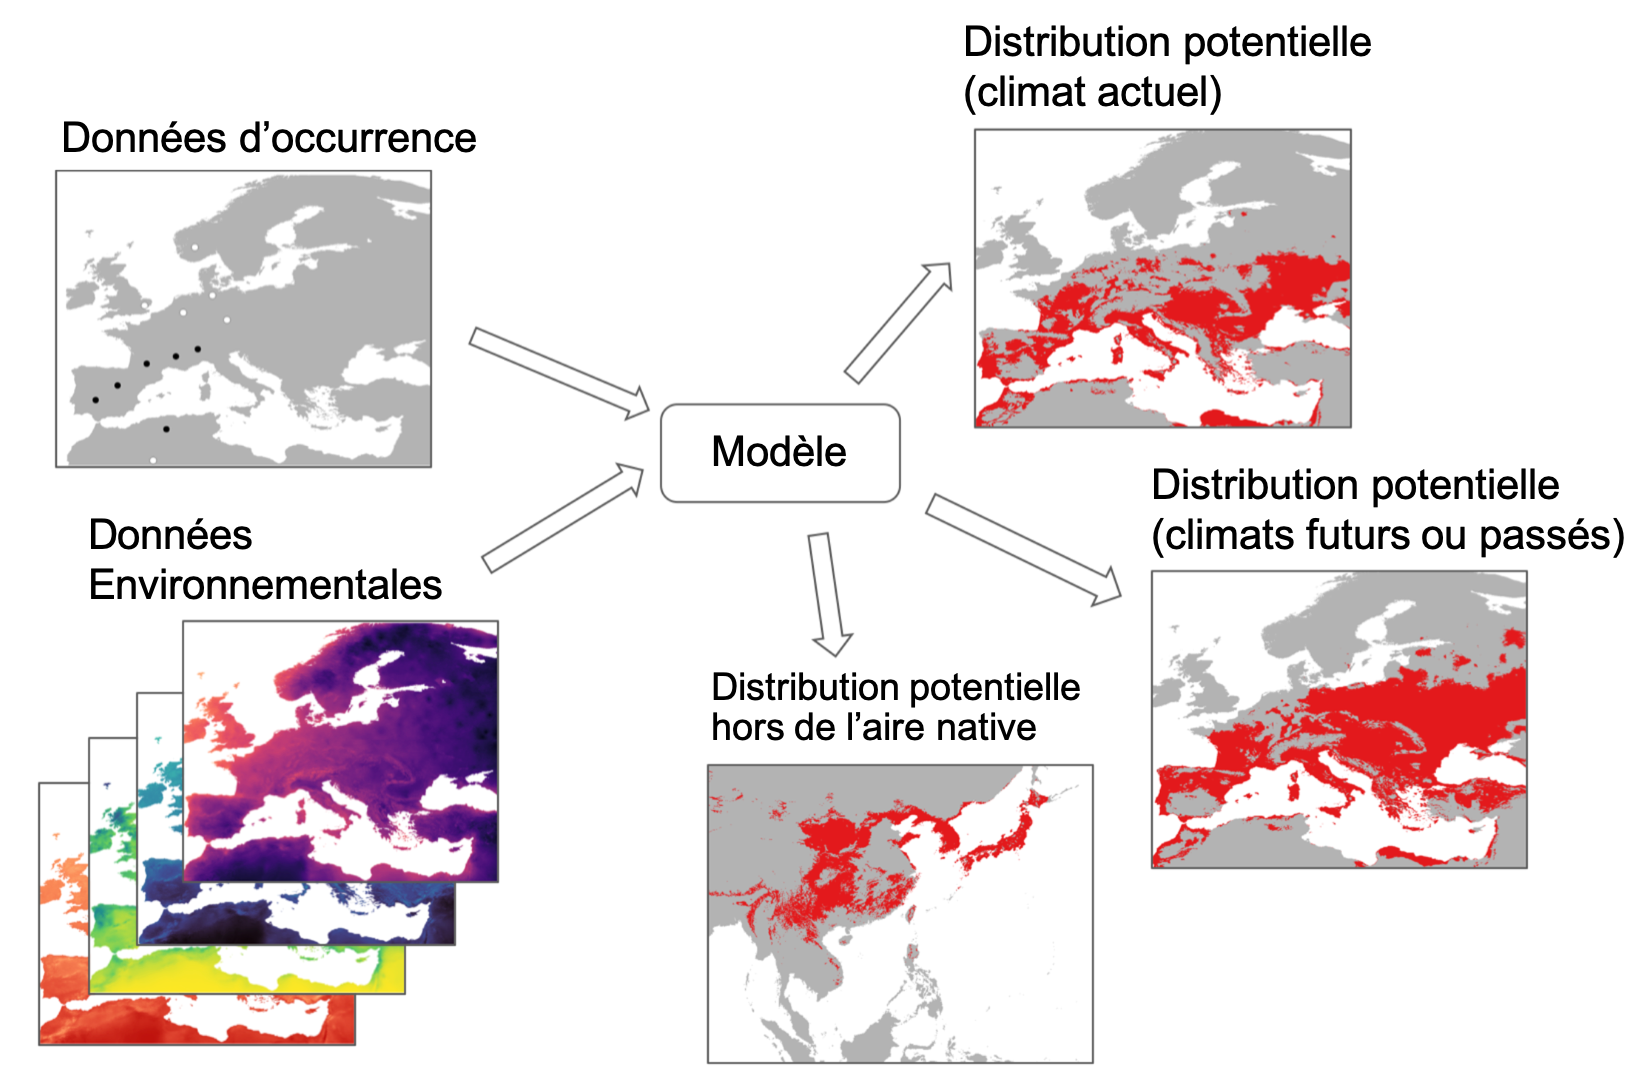 Données d’occurrence
Données
Environnementales
Modèle
Distribution potentielle
(climat actuel)
Distribution potentielle
(climats futurs ou passés)
Distribution potentielle
hors de l’aire native